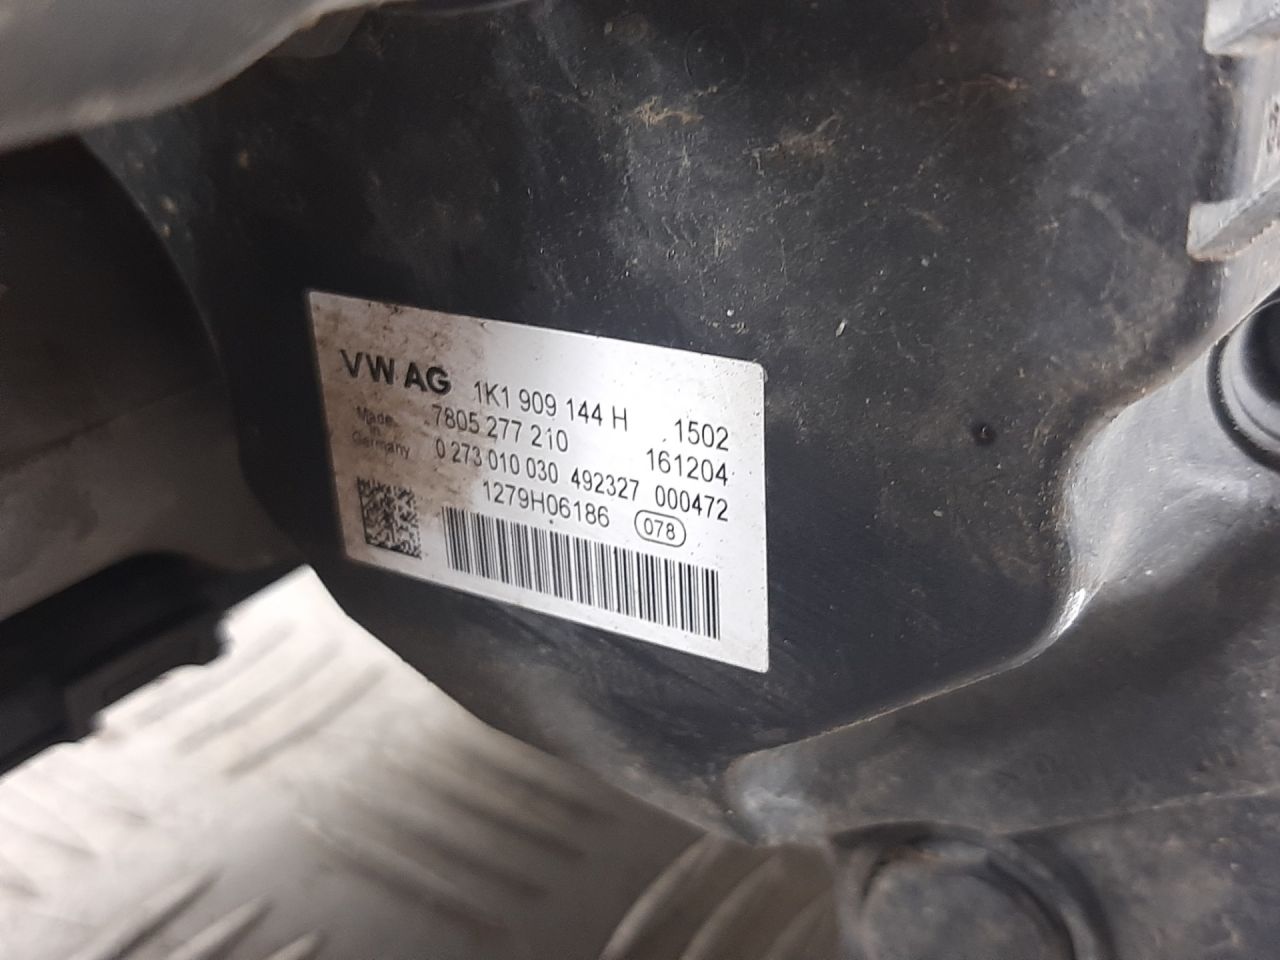 VW AG 1K1 909 144 H 1502
Made 7805 277 210 161204
Germany 0 273 010 030 492327 000472
1279H06186 078